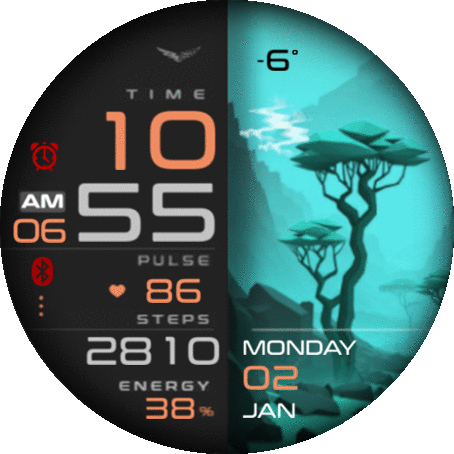 -6°
TIME
10
AM 55
06
PULSE
86
STEPS
2810
ENERGY
38%
MONDAY
02
JAN